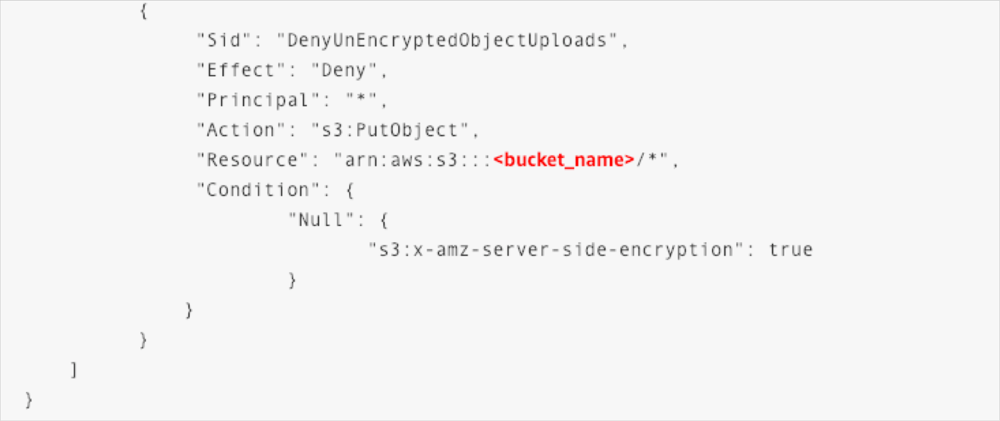 {
"Sid": "DenyUnEncryptedObjectUploads",
"Effect": "Deny",
"Principal": "*",
"Action": "s3:PutObject",
"Resource": "arn:aws:s3:::<bucket_name>/*",
"Condition": {
"Null": {
"s3:x-amz-server-side-encryption": true
}
}
}
]
}